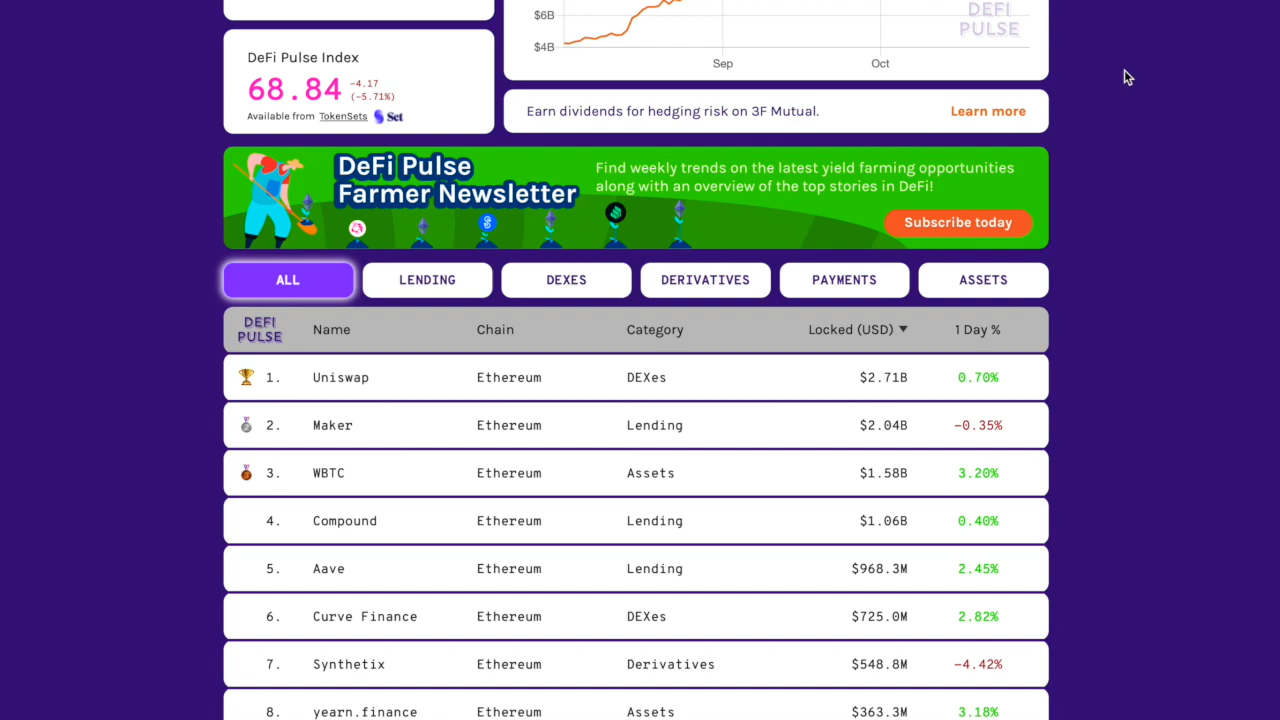 $6B
$4B
Sep Oct
DEFI
PULSE
DeFi Pulse Index
68.84 -4.17
(-5.71%)
Available from TokenSets Set
Earn dividends for hedging risk on 3F Mutual. Learn more
DeFi Pulse
Farmer Newsletter
Find weekly trends on the latest yield farming opportunities
along with an overview of the top stories in DeFi!
Subscribe today
ALL LENDING DEXES DERIVATIVES PAYMENTS ASSETS
DEFI
PULSE
Name Chain Category Locked (USD) ▼ 1 Day %
1. Uniswap Ethereum DEXes $2.71B 0.70%
2. Maker Ethereum Lending $2.04B -0.35%
3. WBTC Ethereum Assets $1.58B 3.20%
4. Compound Ethereum Lending $1.06B 0.40%
5. Aave Ethereum Lending $968.3M 2.45%
6. Curve Finance Ethereum DEXes $725.0M 2.82%
7. Synthetix Ethereum Derivatives $548.8M -4.42%
8. yearn.finance Ethereum Assets $363.3M 3.18%